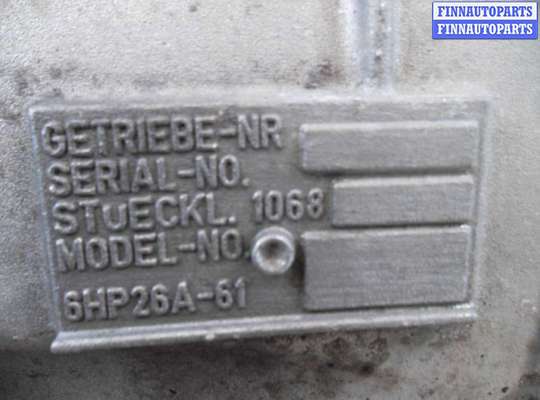 FINNAUTOPARTS
FINNAUTOPARTS
GETRIEBE-NR
SERIAL-NO.
STUECKL. 1068
MODEL-NO.
6HP26A-61